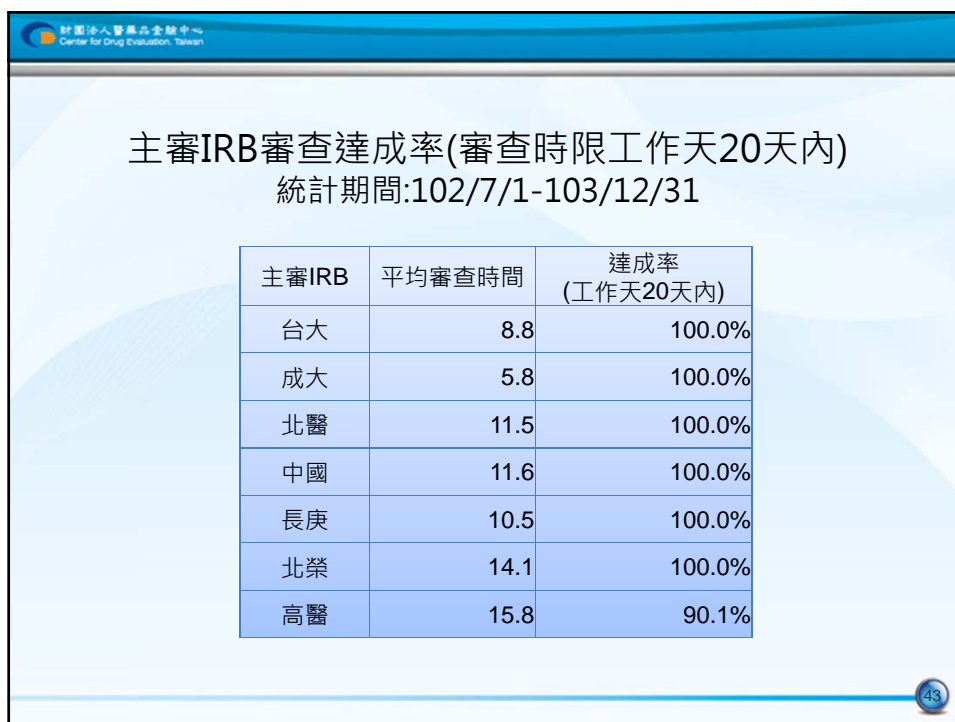 財團法人醫藥品查驗中心
Center for Drug Evaluation, Taiwan
主審IRB審查達成率(審查時限工作天20天內)
統計期間:102/7/1-103/12/31
主審IRB 平均審查時間 達成率
(工作天20天內)
台大 8.8 100.0%
成大 5.8 100.0%
北醫 11.5 100.0%
中國 11.6 100.0%
長庚 10.5 100.0%
北榮 14.1 100.0%
高醫 15.8 90.1%
43